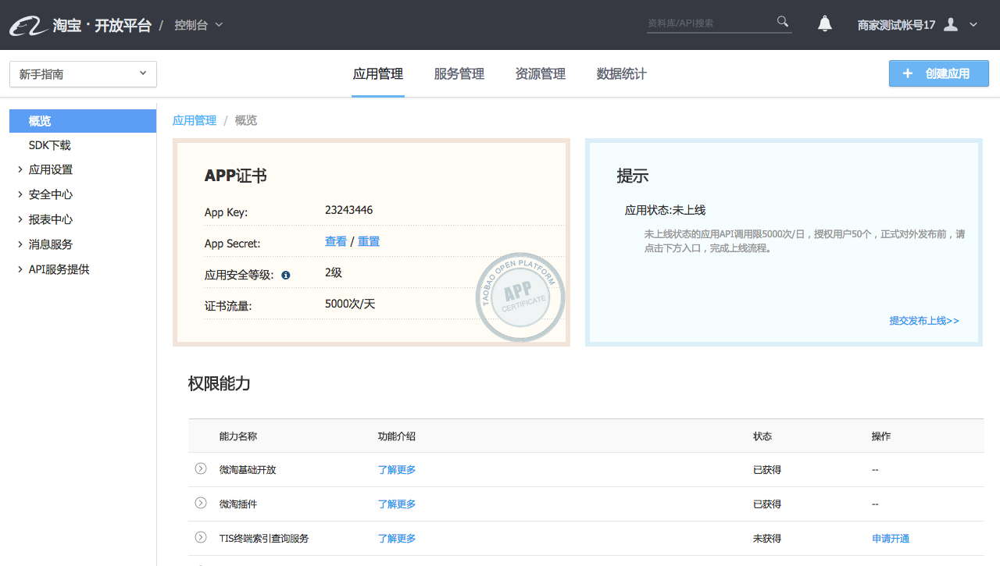 淘宝·开放平台 / 控制台
资料库/API搜索
商家测试帐号17
新手指南
应用管理 服务管理 资源管理 数据统计
+ 创建应用
概览
SDK下载
应用设置
安全中心
报表中心
消息服务
API服务提供
应用管理 / 概览
APP证书
App Key: 23243446
App Secret: 查看 / 重置
应用安全等级: 2级
证书流量: 5000次/天
TAOBAO OPEN PLATFORM
APP
CERTIFICATE
提示
应用状态:未上线
未上线状态的应用API调用限5000次/日，授权用户50个，正式对外发布前，请
点击下方入口，完成上线流程。
提交发布上线>>
权限能力
能力名称 功能介绍 状态 操作
微淘基础开放 了解更多 已获得 --
微淘插件 了解更多 已获得 --
TIS终端索引查询服务 了解更多 未获得 申请开通